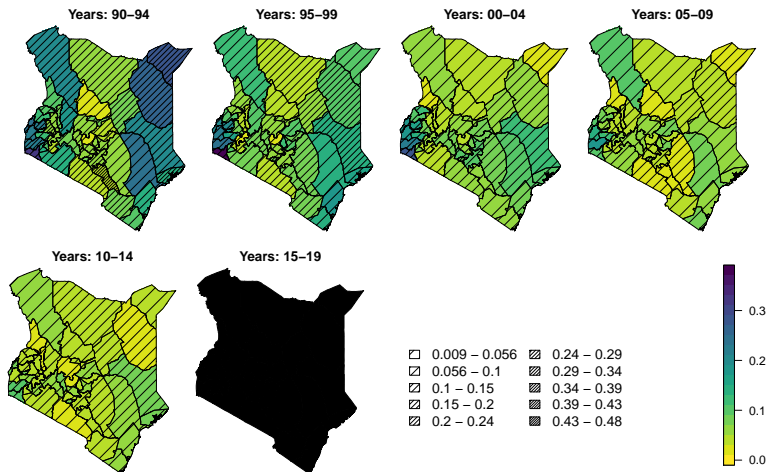 Years: 90−94
Years: 95−99
Years: 00−04
Years: 05−09
Years: 10−14
Years: 15−19
0.009 − 0.056
0.056 − 0.1
0.1 − 0.15
0.15 − 0.2
0.2 − 0.24
0.24 − 0.29
0.29 − 0.34
0.34 − 0.39
0.39 − 0.43
0.43 − 0.48
0.3
0.2
0.1
0.0